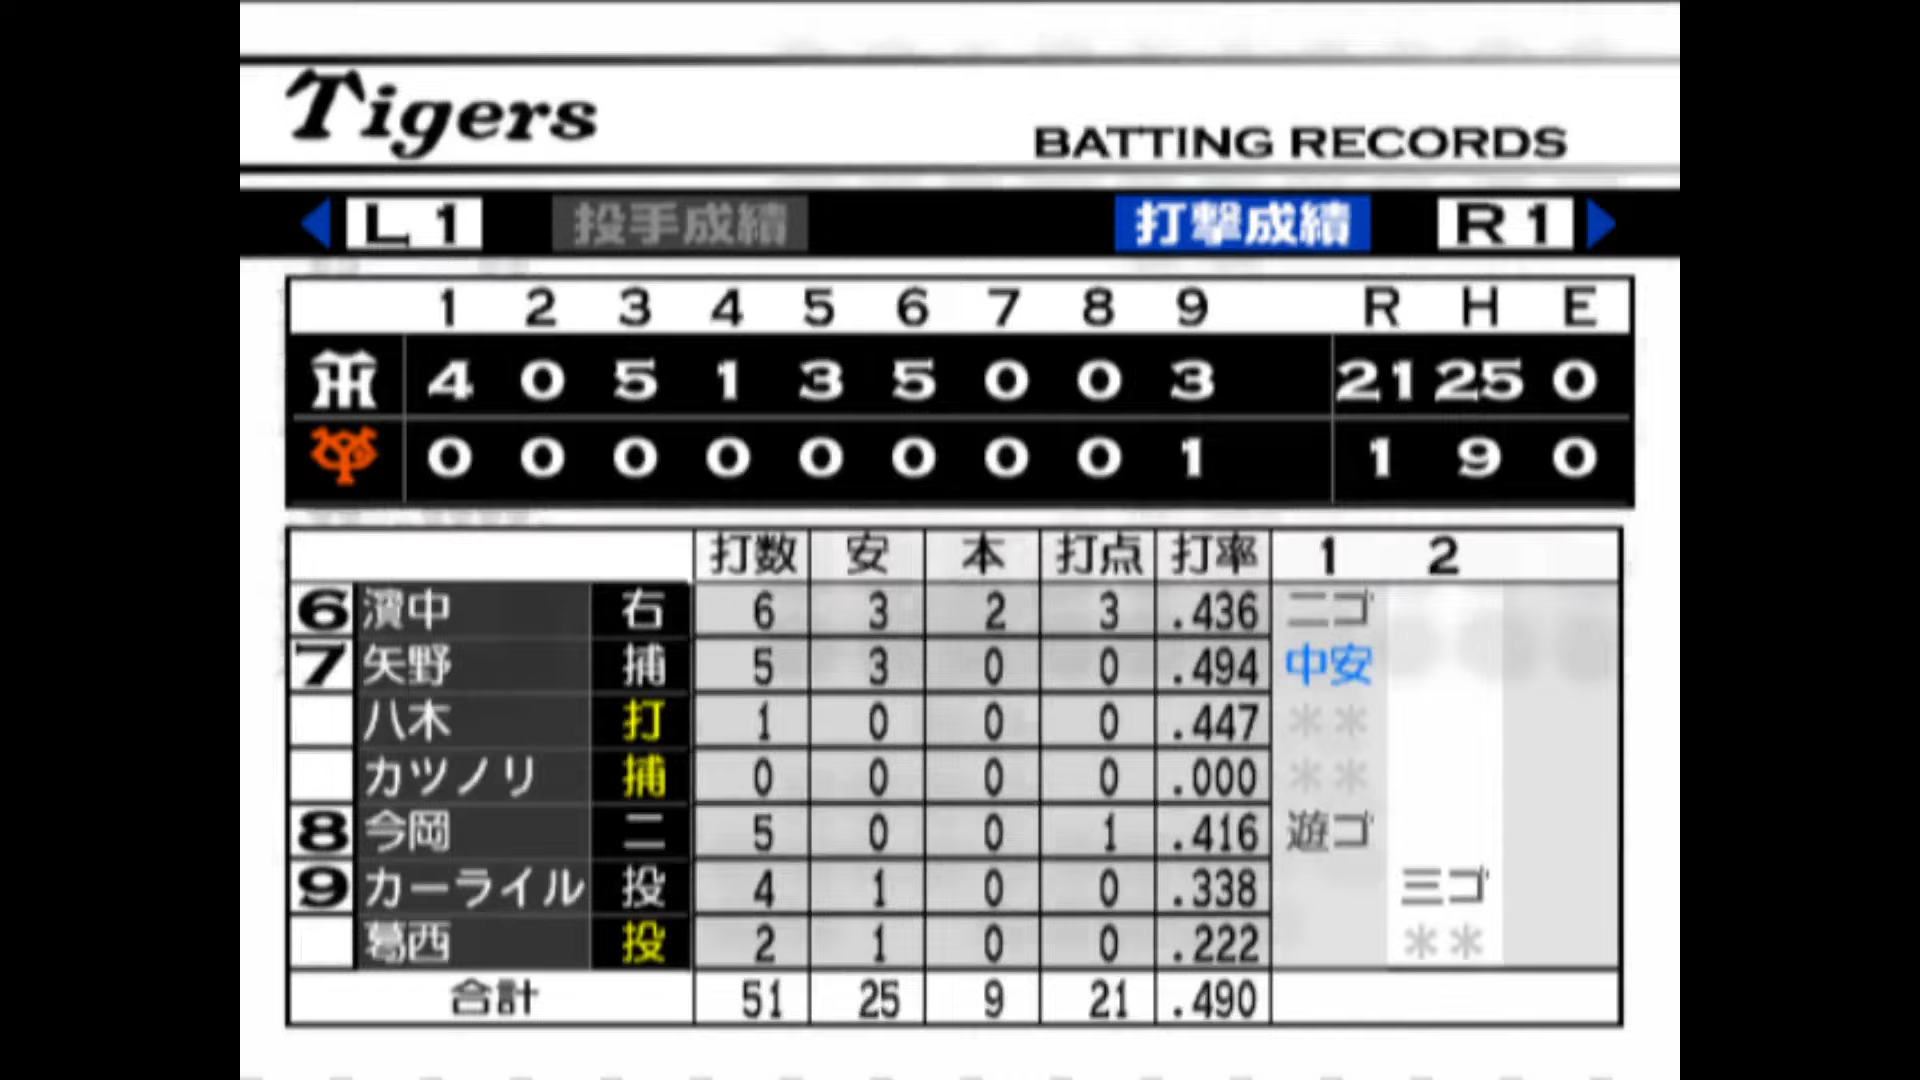 Tigers
BATTING RECORDS
L1 投手成績 打撃成績 R1
1 2 3 4 5 6 7 8 9 R H E
4 0 5 1 3 5 0 0 3 21 25 0
0 0 0 0 0 0 0 0 1 1 9 0
打数 安 本 打点 打率 1 2
6 濱中 右 6 3 2 3 .436 二ゴ
7 矢野 捕 5 3 0 0 .494 中安
八木 打 1 0 0 0 .447 **
カツノリ 捕 0 0 0 0 .000 **
8 今岡 二 5 0 0 1 .416 遊ゴ
9 カーライル 投 4 1 0 0 .338 三ゴ
葛西 投 2 1 0 0 .222 **
合計 51 25 9 21 .490